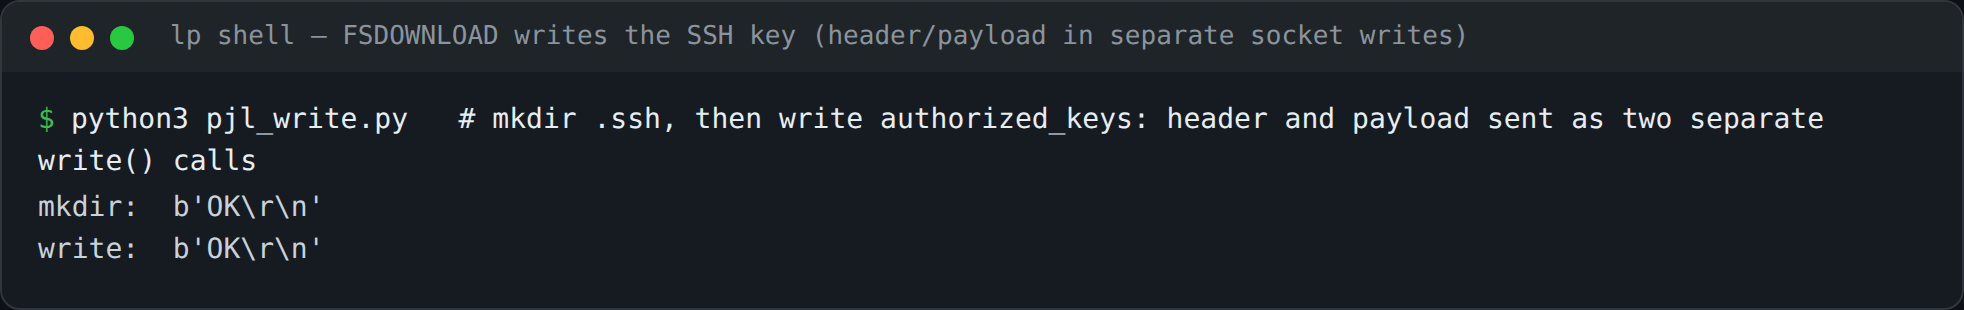 lp shell — FSDOWNLOAD writes the SSH key (header/payload in separate socket writes)
$ python3 pjl_write.py   # mkdir .ssh, then write authorized_keys: header and payload sent as two separate
write() calls
mkdir:  b'OK\r\n'
write:  b'OK\r\n'